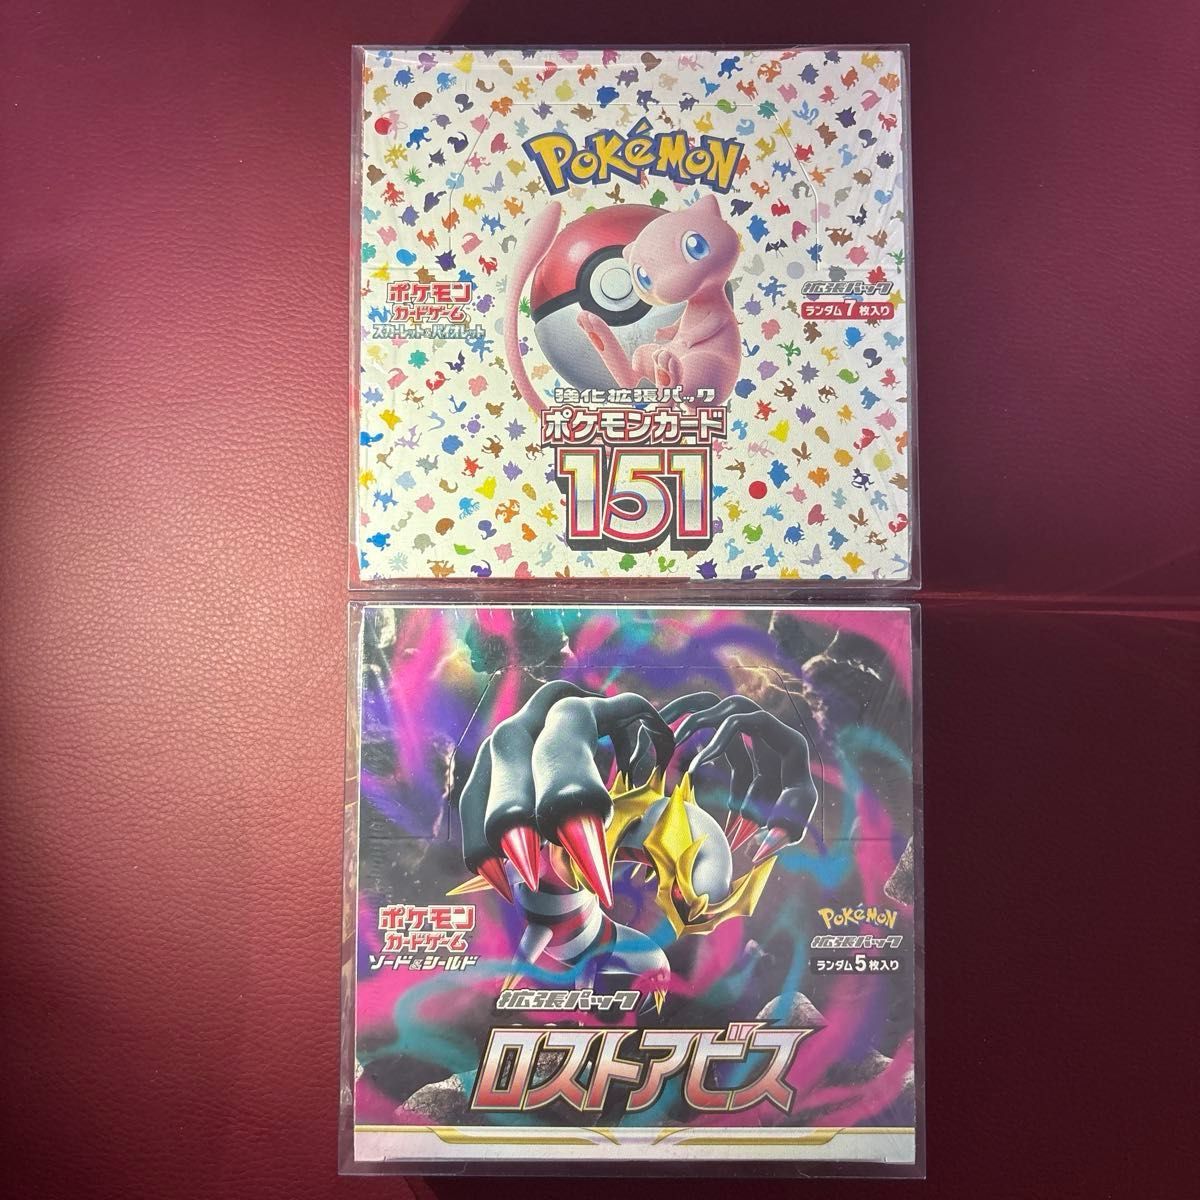 POKéMON
ポケモン
カードゲーム
スカーレット&バイオレット
拡張パック
ランダム7枚入り
強化拡張パック
ポケモンカード
151
ポケモン
カードゲーム
ソード&シールド
POKéMON
拡張パック
ランダム5枚入り
拡張パック
ロストアビス